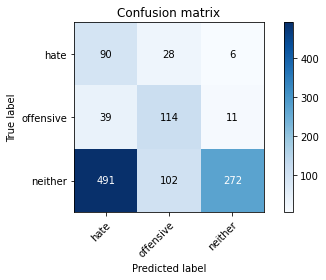 Confusion matrix
hate 90 28 6
offensive 39 114 11
neither 491 102 272
hate offensive neither
True label
Predicted label
400
300
200
100